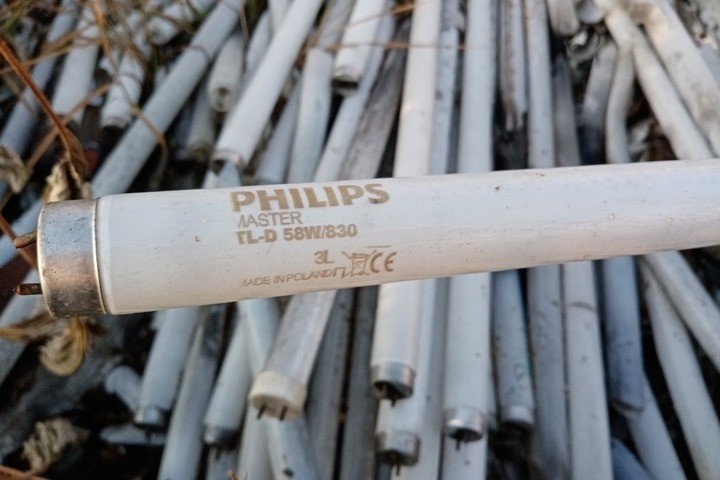 PHILIPS
MASTER
TL-D 58W/830
3L CE
MADE IN POLAND